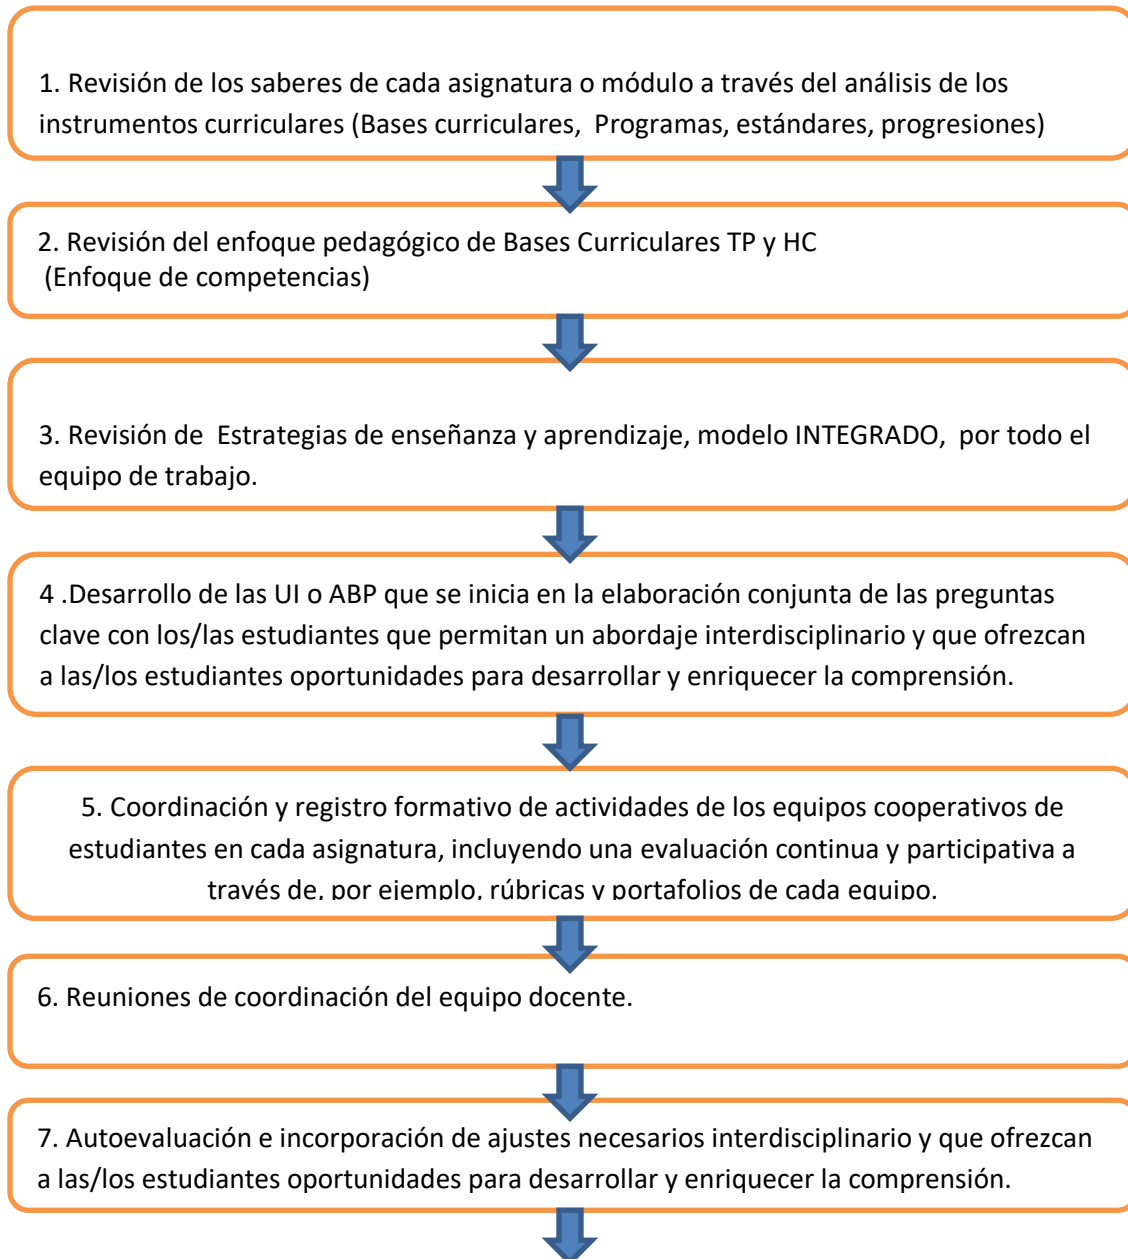 1. Revisión de los saberes de cada asignatura o módulo a través del análisis de los
instrumentos curriculares (Bases curriculares, Programas, estándares, progresiones)
2. Revisión del enfoque pedagógico de Bases Curriculares TP y HC
(Enfoque de competencias)
3. Revisión de Estrategias de enseñanza y aprendizaje, modelo INTEGRADO, por todo el
equipo de trabajo.
4 .Desarrollo de las UI o ABP que se inicia en la elaboración conjunta de las preguntas
clave con los/las estudiantes que permitan un abordaje interdisciplinario y que ofrezcan
a las/los estudiantes oportunidades para desarrollar y enriquecer la comprensión.
5. Coordinación y registro formativo de actividades de los equipos cooperativos de
estudiantes en cada asignatura, incluyendo una evaluación continua y participativa a
través de, por ejemplo, rúbricas y portafolios de cada equipo.
6. Reuniones de coordinación del equipo docente.
7. Autoevaluación e incorporación de ajustes necesarios interdisciplinario y que ofrezcan
a las/los estudiantes oportunidades para desarrollar y enriquecer la comprensión.